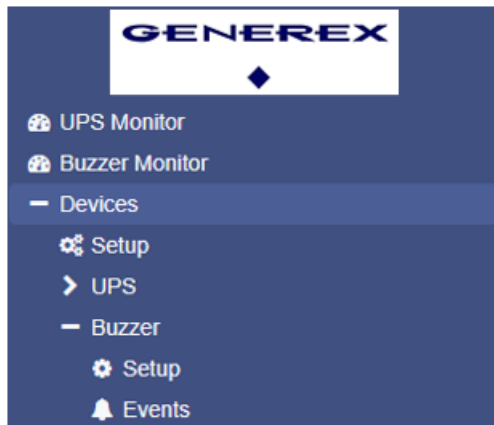 GENEREX
UPS Monitor
Buzzer Monitor
Devices
Setup
UPS
Buzzer
Setup
Events